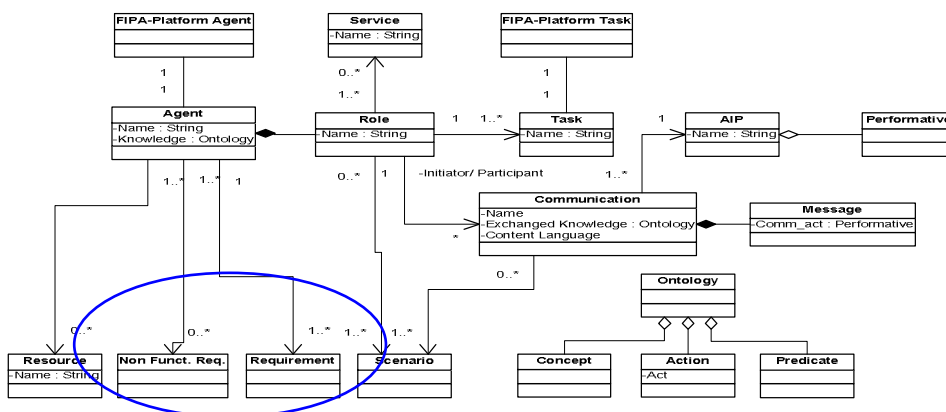 FIPA-Platform Agent
Service
-Name : String
FIPA-Platform Task
1
1
0..*
1..*
1
1
1
Agent
-Name : String
-Knowledge : Ontology
Role
-Name : String
1
1..*
Task
-Name : String
AIP
-Name : String
Performative
1..*
1..*
1
0..*
1
-Initiator/ Participant
1..*
Communication
-Name
-Exchanged Knowledge : Ontology
-Content Language
*
Message
-Comm_act : Performative
0..*
Ontology
0..*
0..*
1..*
1..*
1..*
Resource
-Name : String
Non Funct. Req.
Requirement
Scenario
Concept
Action
-Act
Predicate